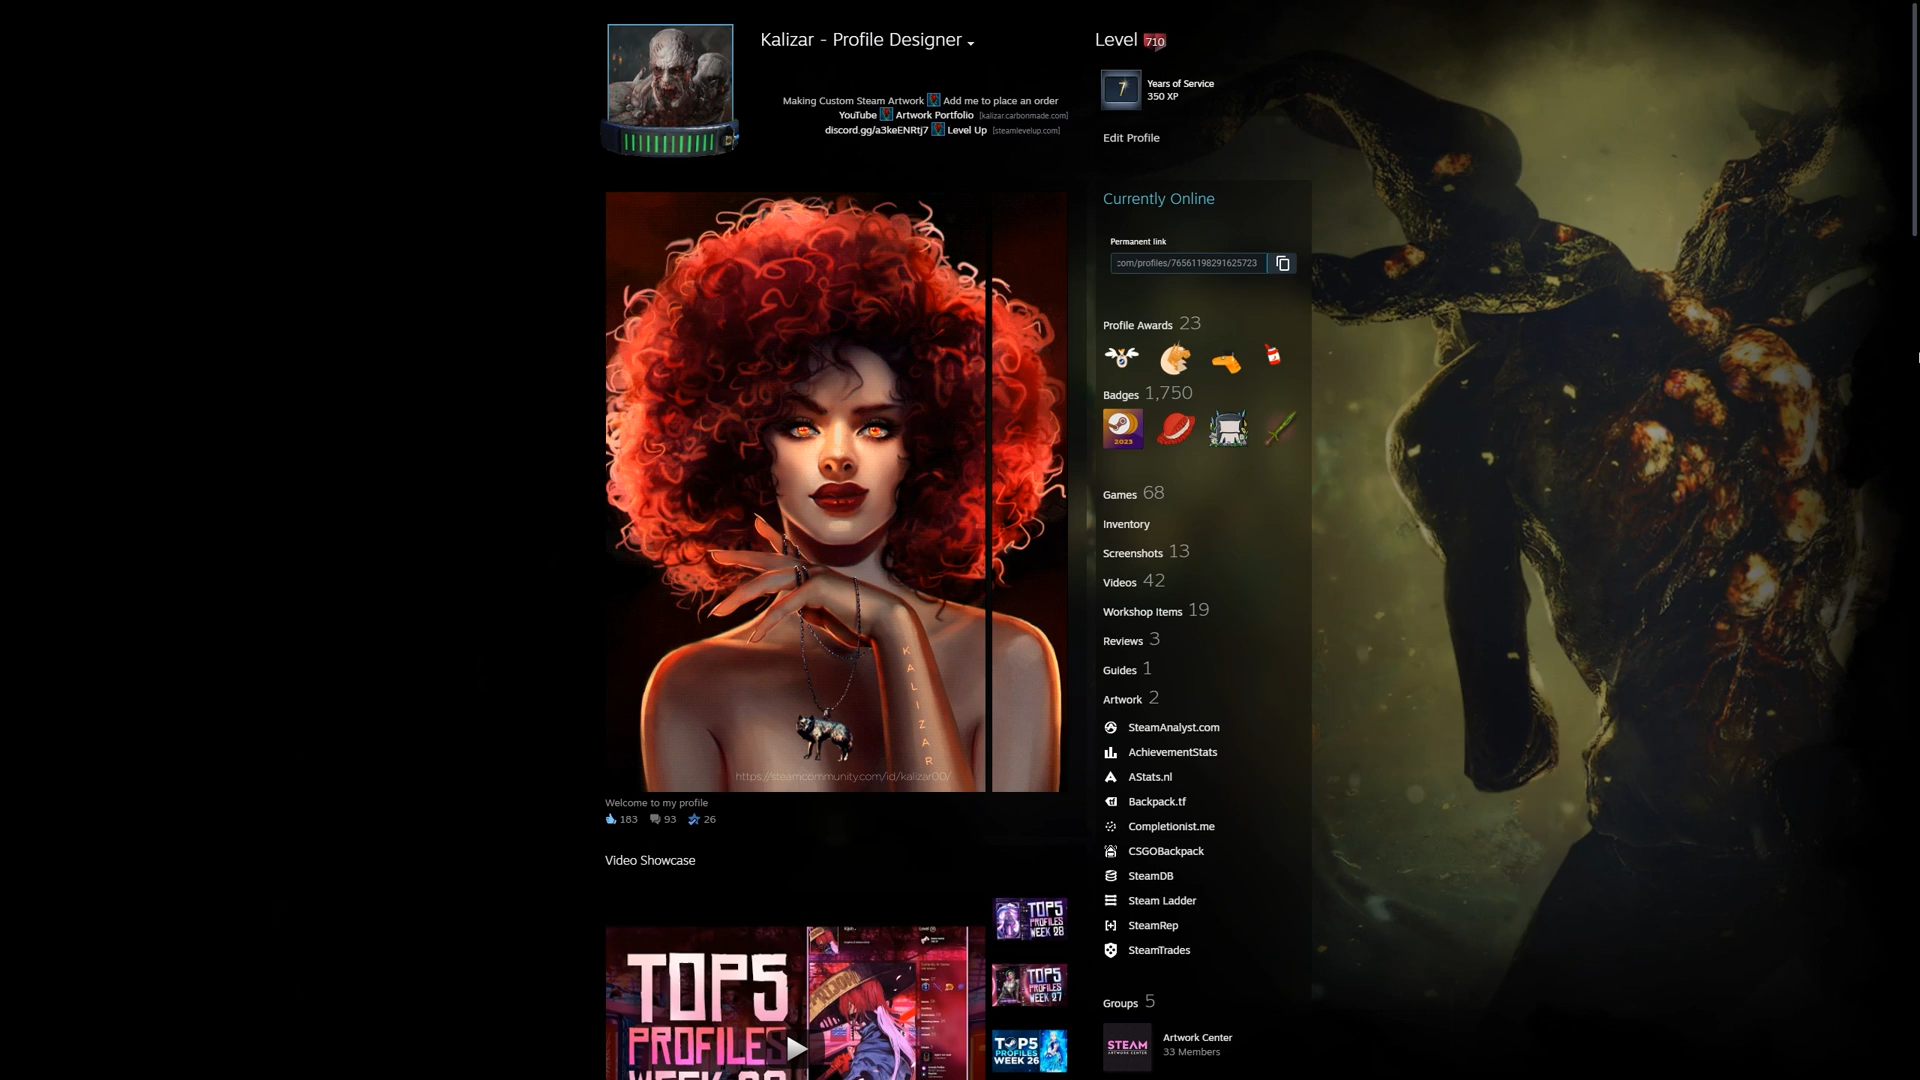 Kalizar - Profile Designer
Making Custom Steam Artwork Add me to place an order
YouTube Artwork Portfolio [kalizar.carbonmade.com]
discord.gg/a3keENRtj7 Level Up [steamlevelup.com]
Level 710
7
Years of Service
350 XP
Edit Profile
KALIZAR
https://steamcommunity.com/id/kalizar00/
Welcome to my profile
183 93 26
Video Showcase
TOP5
PROFILES
TOP5
PROFILES
WEEK 28
TOP5
PROFILES
WEEK 27
TOP5
PROFILES
WEEK 26
Currently Online
Permanent link
com/profiles/76561198291625723
Profile Awards 23
Badges 1,750
2023
Games 68
Inventory
Screenshots 13
Videos 42
Workshop Items 19
Reviews 3
Guides 1
Artwork 2
SteamAnalyst.com
AchievementStats
AStats.nl
Backpack.tf
Completionist.me
CSGOBackpack
SteamDB
Steam Ladder
SteamRep
SteamTrades
Groups 5
STEAM
ARTWORK CENTER
Artwork Center
33 Members